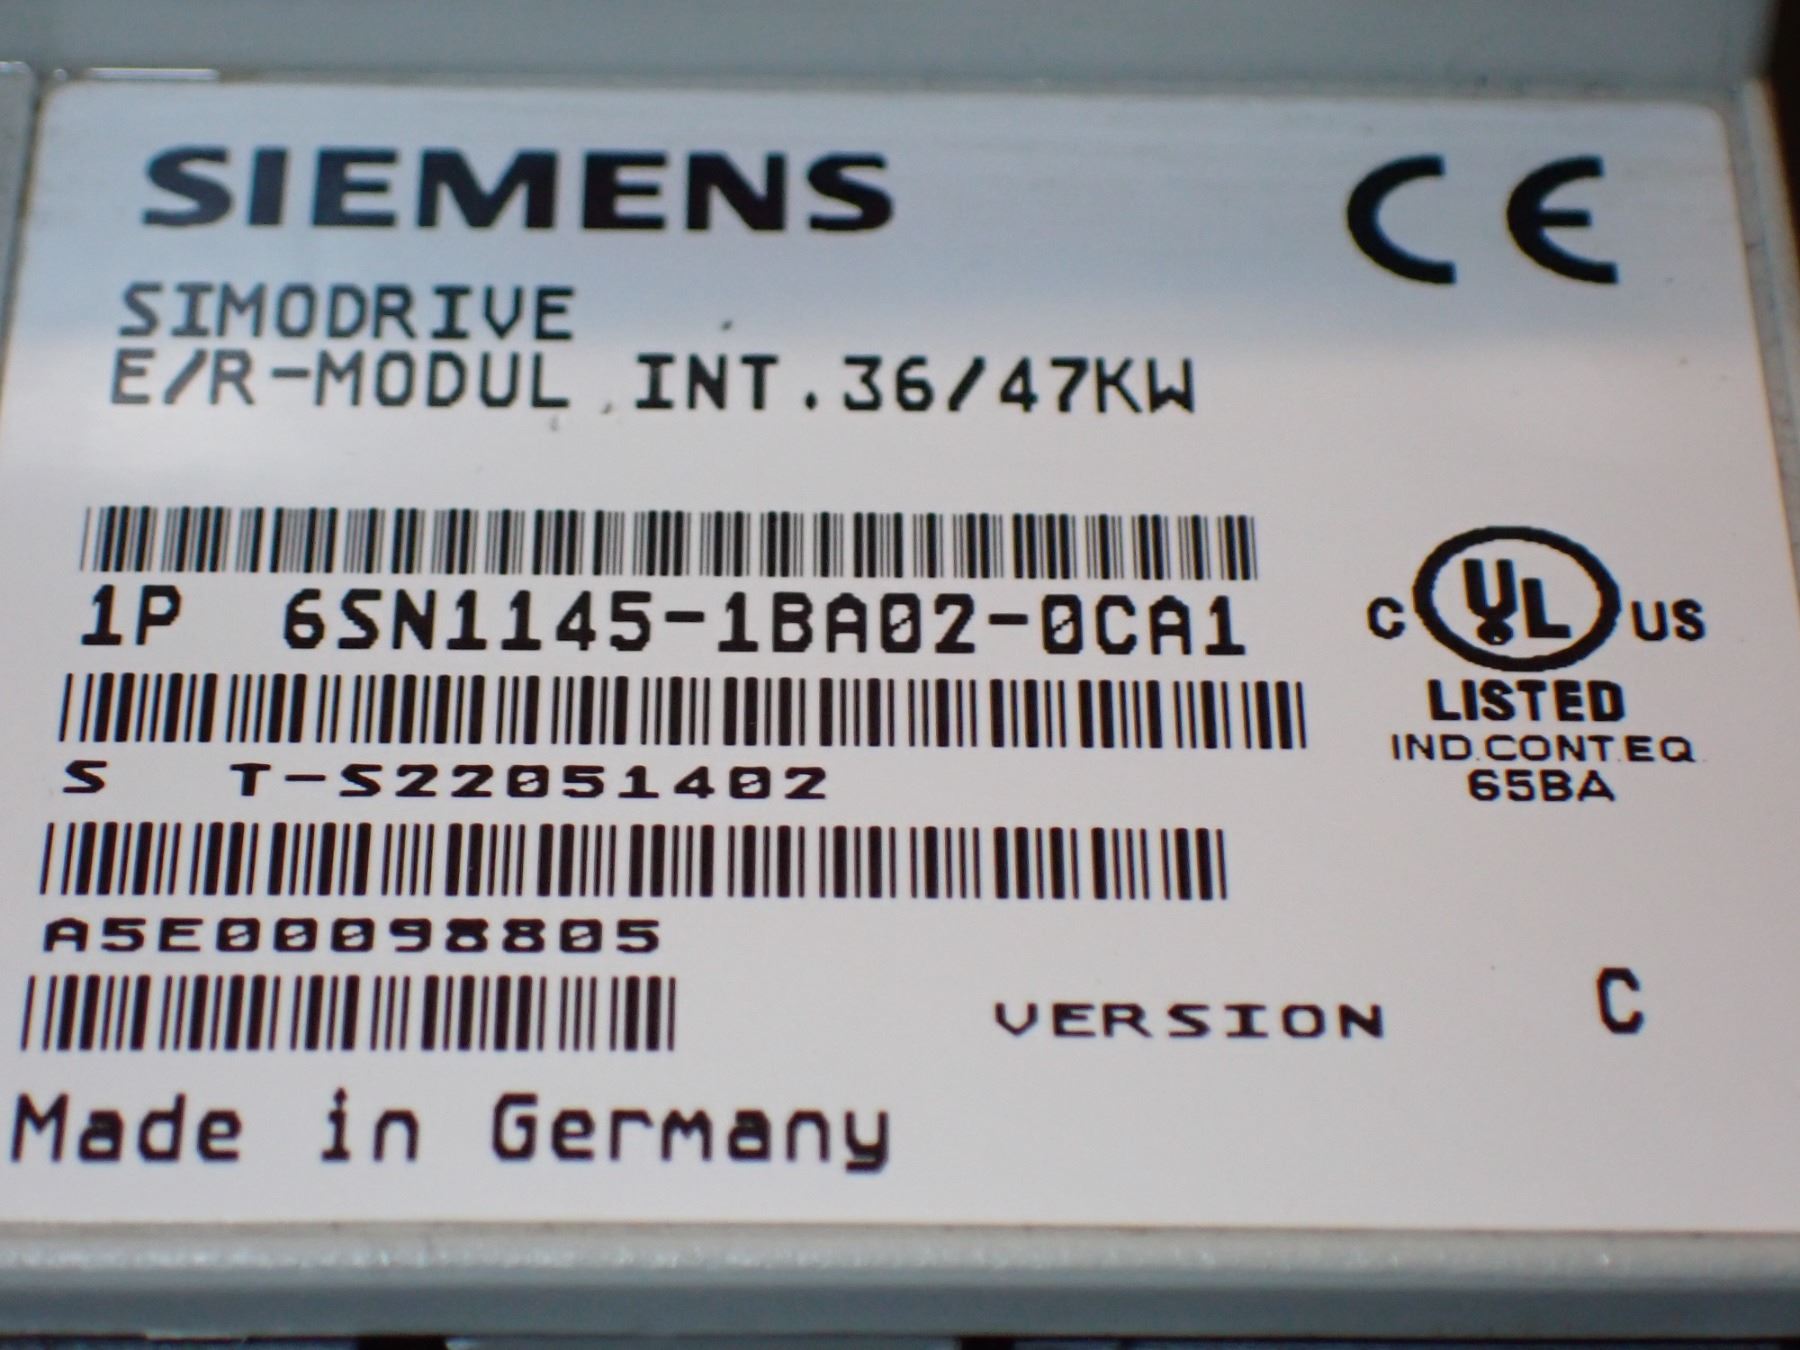 SIEMENS
CE
SIMODRIVE
E/R-MODUL INT.36/47KW
1P 6SN1145-1BA02-0CA1
C UL US
LISTED
IND.CONT.EQ
65BA
S T-S22051402
A5E00098805
VERSION C
Made in Germany